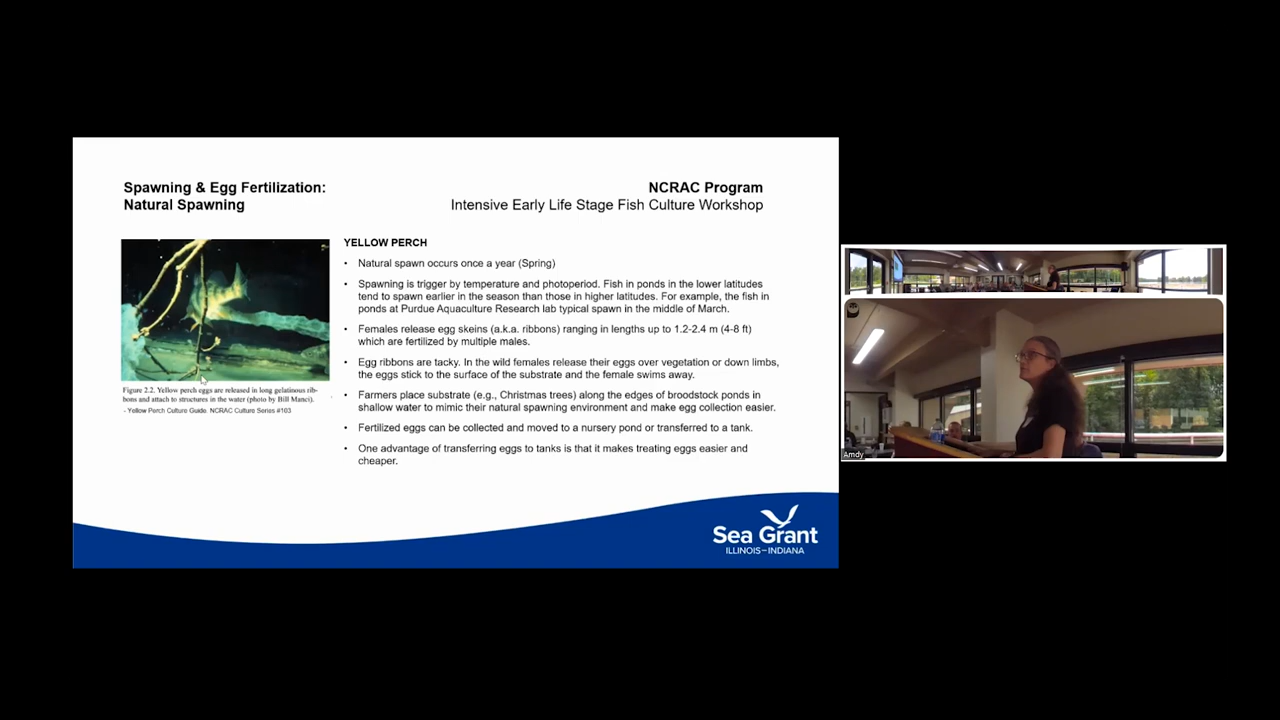 Spawning & Egg Fertilization:
Natural Spawning
NCRAC Program
Intensive Early Life Stage Fish Culture Workshop
Figure 2.2. Yellow perch eggs are released in long gelatinous rib-
bons and attach to structures in the water (photo by Bill Manci).
- Yellow Perch Culture Guide. NCRAC Culture Series #103
YELLOW PERCH
• Natural spawn occurs once a year (Spring)
• Spawning is trigger by temperature and photoperiod. Fish in ponds in the lower latitudes
tend to spawn earlier in the season than those in higher latitudes. For example, the fish in
ponds at Purdue Aquaculture Research lab typical spawn in the middle of March.
• Females release egg skeins (a.k.a. ribbons) ranging in lengths up to 1.2-2.4 m (4-8 ft)
which are fertilized by multiple males.
• Egg ribbons are tacky. In the wild females release their eggs over vegetation or down limbs,
the eggs stick to the surface of the substrate and the female swims away.
• Farmers place substrate (e.g., Christmas trees) along the edges of broodstock ponds in
shallow water to mimic their natural spawning environment and make egg collection easier.
• Fertilized eggs can be collected and moved to a nursery pond or transferred to a tank.
• One advantage of transferring eggs to tanks is that it makes treating eggs easier and
cheaper.
Sea Grant
ILLINOIS–INDIANA
Amdy